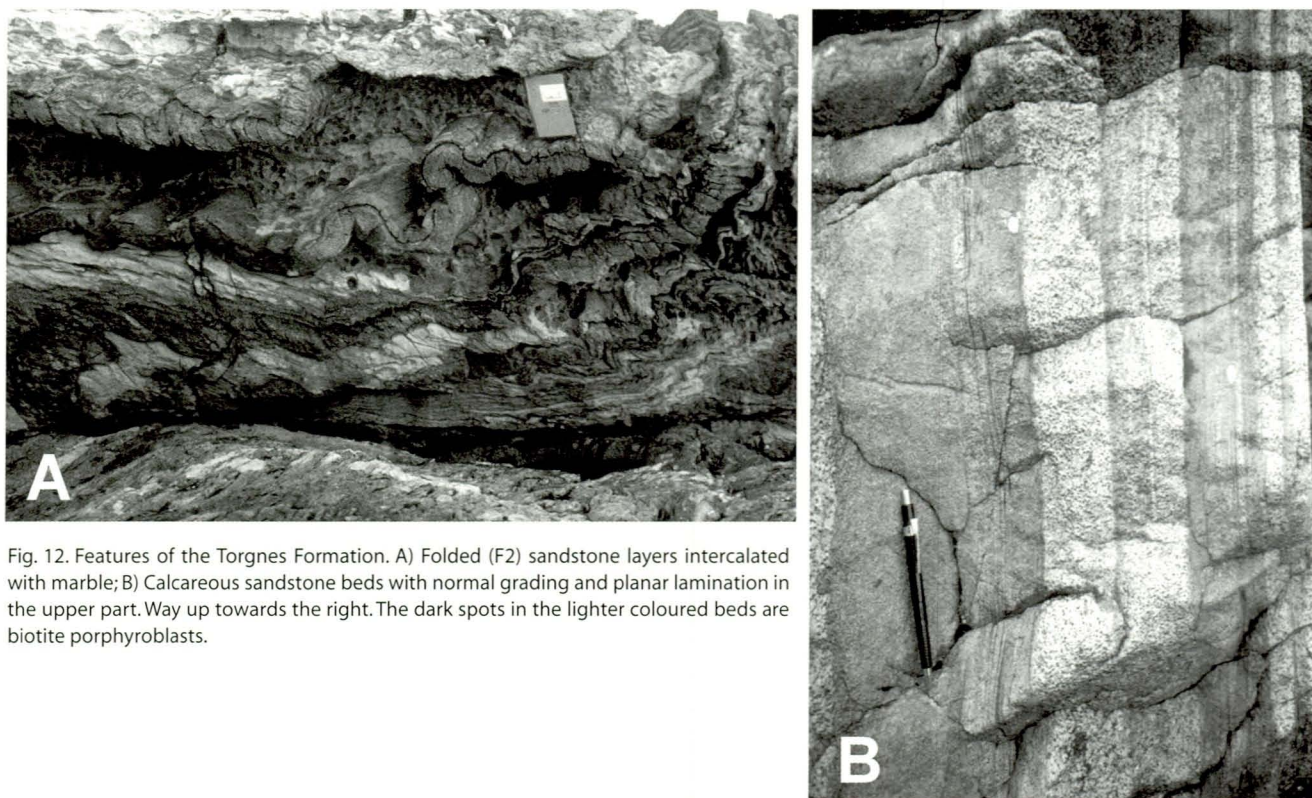 A
B
Fig. 12. Features of the Torgnes Formation. A) Folded (F2) sandstone layers intercalated
with marble; B) Calcareous sandstone beds with normal grading and planar lamination in
the upper part. Way up towards the right. The dark spots in the lighter coloured beds are
biotite porphyroblasts.